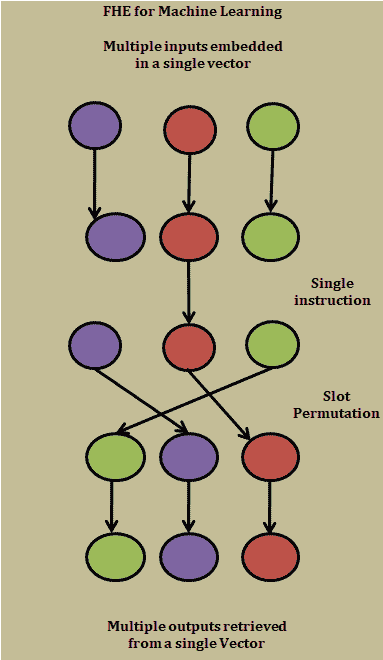 FHE for Machine Learning
Multiple inputs embedded
in a single vector
Single
instruction
Slot
Permutation
Multiple outputs retrieved
from a single Vector